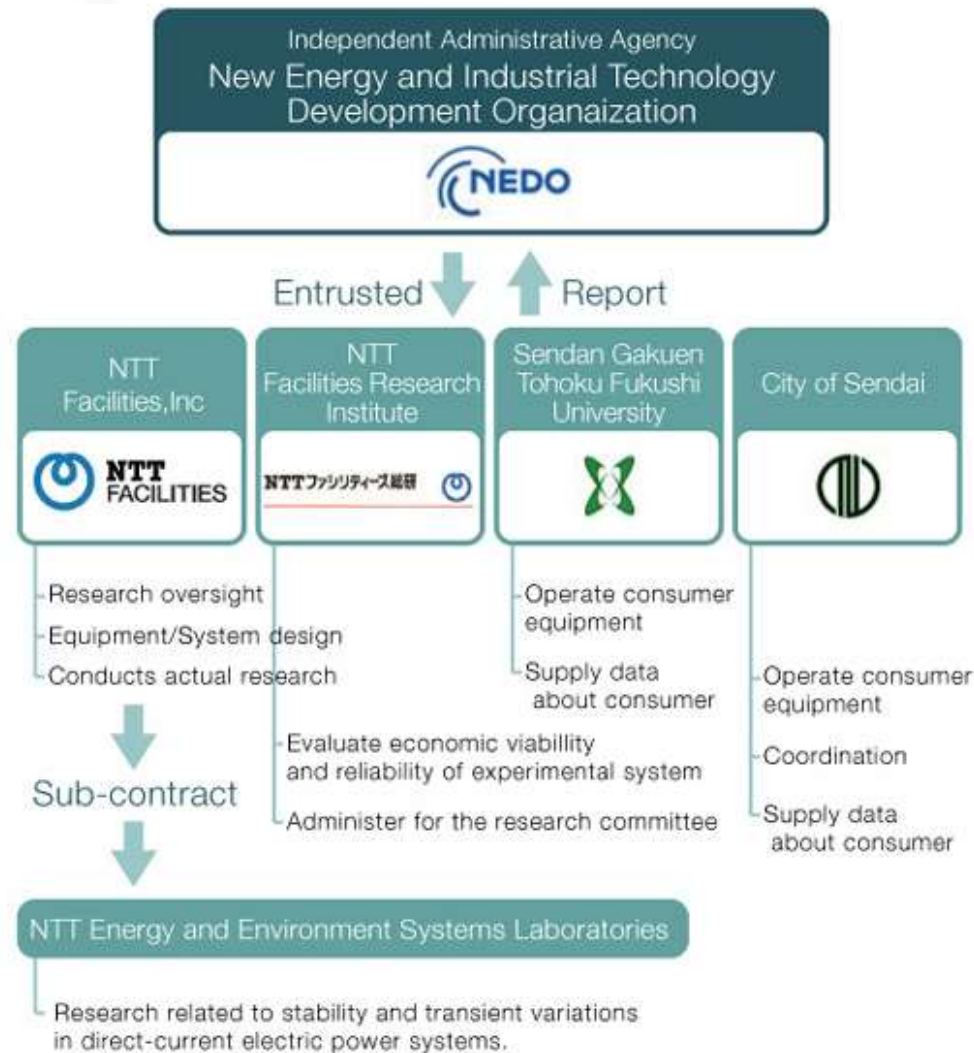 Independent Administrative Agency
New Energy and Industrial Technology
Development Organaization
NEDO
Entrusted
Report
NTT
Facilities,Inc
NTT
FACILITIES
NTT
Facilities Research
Institute
NTTファシリティーズ総研
Sendan Gakuen
Tohoku Fukushi
University
City of Sendai
Research oversight
Equipment/System design
Conducts actual research
Sub-contract
Evaluate economic viabillity
and reliability of experimental system
Administer for the research committee
Operate consumer
equipment
Supply data
about consumer
Operate consumer
equipment
Coordination
Supply data
about consumer
NTT Energy and Environment Systems Laboratories
Research related to stability and transient variations
in direct-current electric power systems.